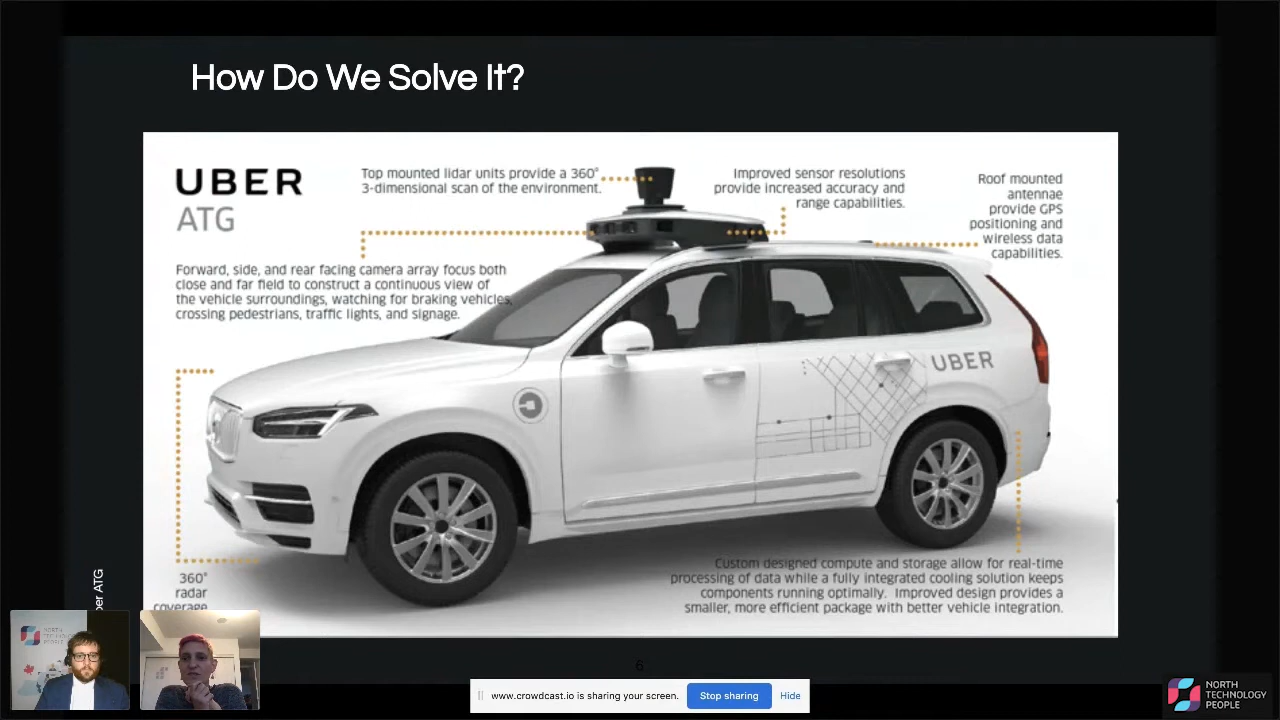 How Do We Solve It?
UBER
ATG
Top mounted lidar units provide a 360°
3-dimensional scan of the environment.
Improved sensor resolutions
provide increased accuracy and
range capabilities.
Roof mounted
antennae
provide GPS
positioning and
wireless data
capabilities.
Forward, side, and rear facing camera array focus both
close and far field to construct a continuous view of
the vehicle surroundings, watching for braking vehicles,
crossing pedestrians, traffic lights, and signage.
UBER
360°
radar
coverage
Custom designed compute and storage allow for real-time
processing of data while a fully integrated cooling solution keeps
components running optimally. Improved design provides a
smaller, more efficient package with better vehicle integration.
ATG
NORTH
TECHNOLOGY
PEOPLE
6
www.crowdcast.io is sharing your screen.
Stop sharing
Hide
NORTH
TECHNOLOGY
PEOPLE